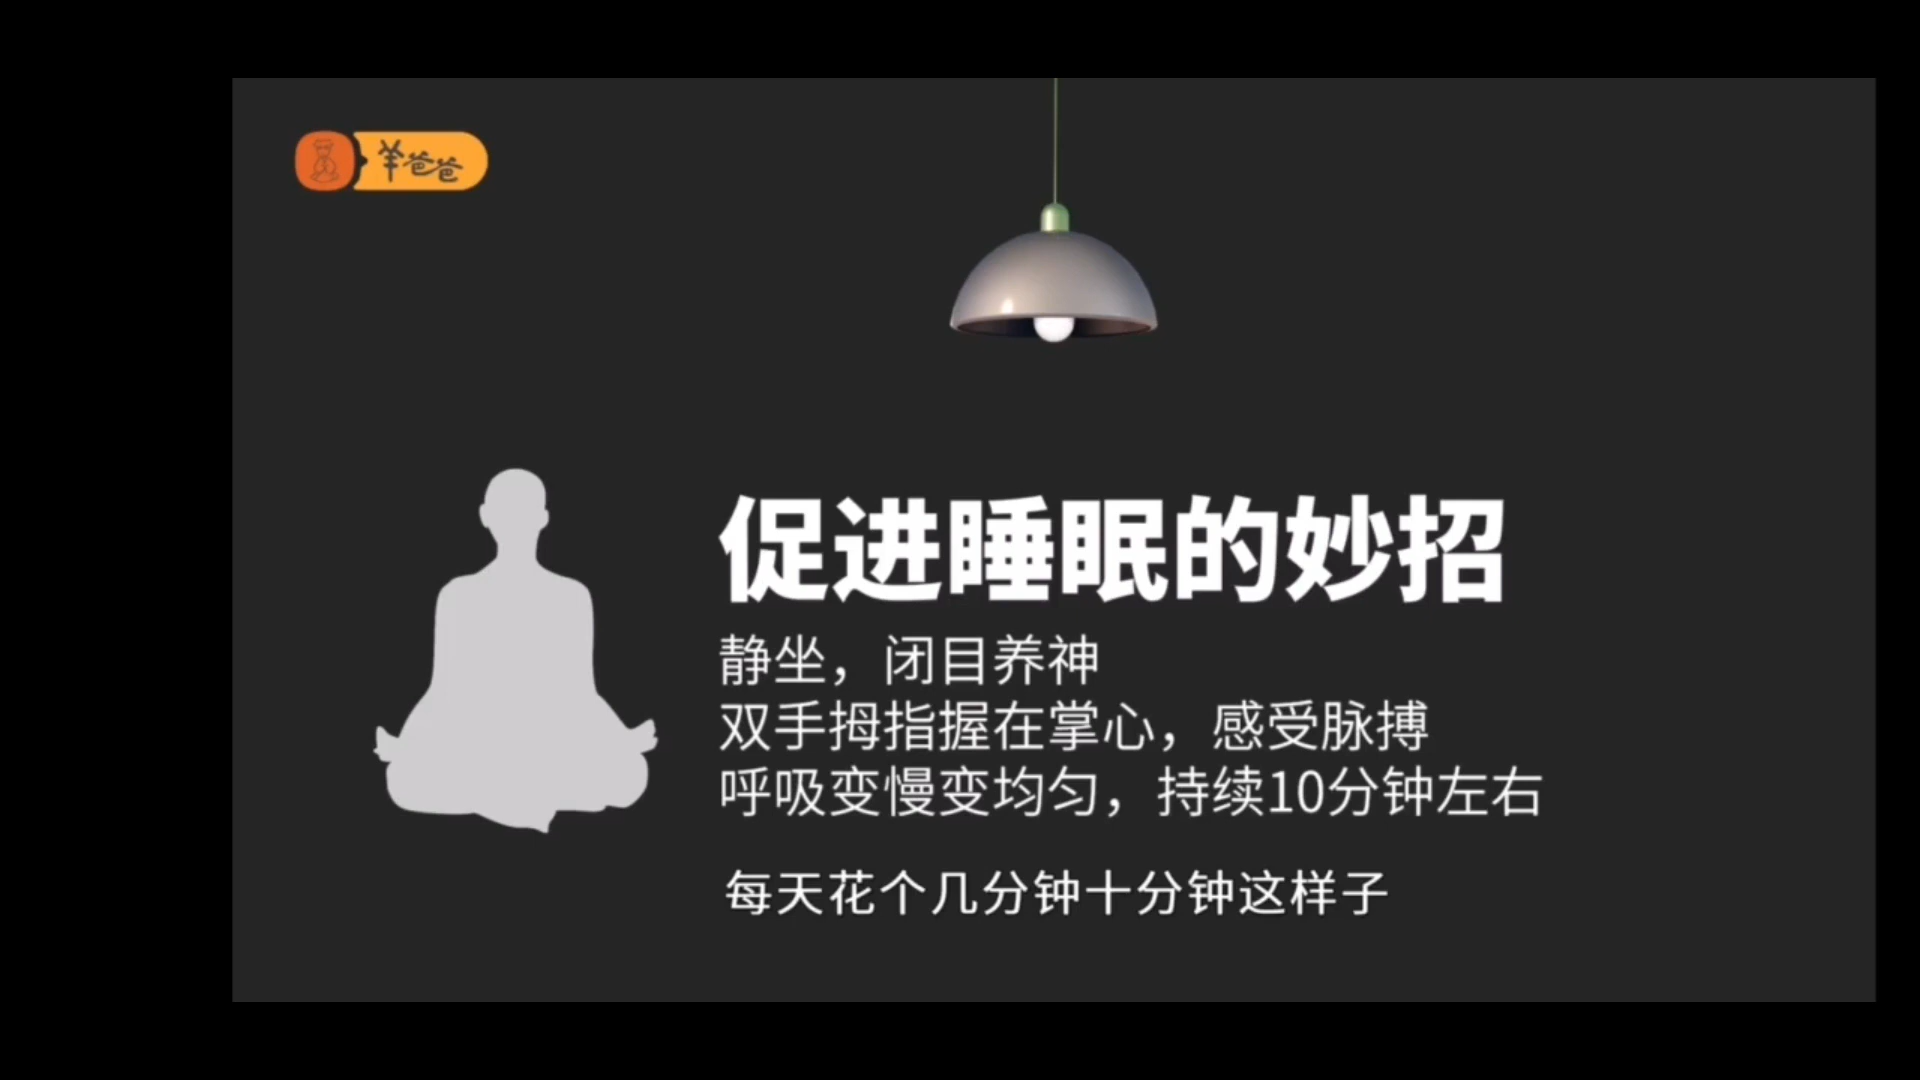 羊爸爸
促进睡眠的妙招
静坐，闭目养神
双手拇指握在掌心，感受脉搏
呼吸变慢变均匀，持续10分钟左右
每天花个几分钟十分钟这样子